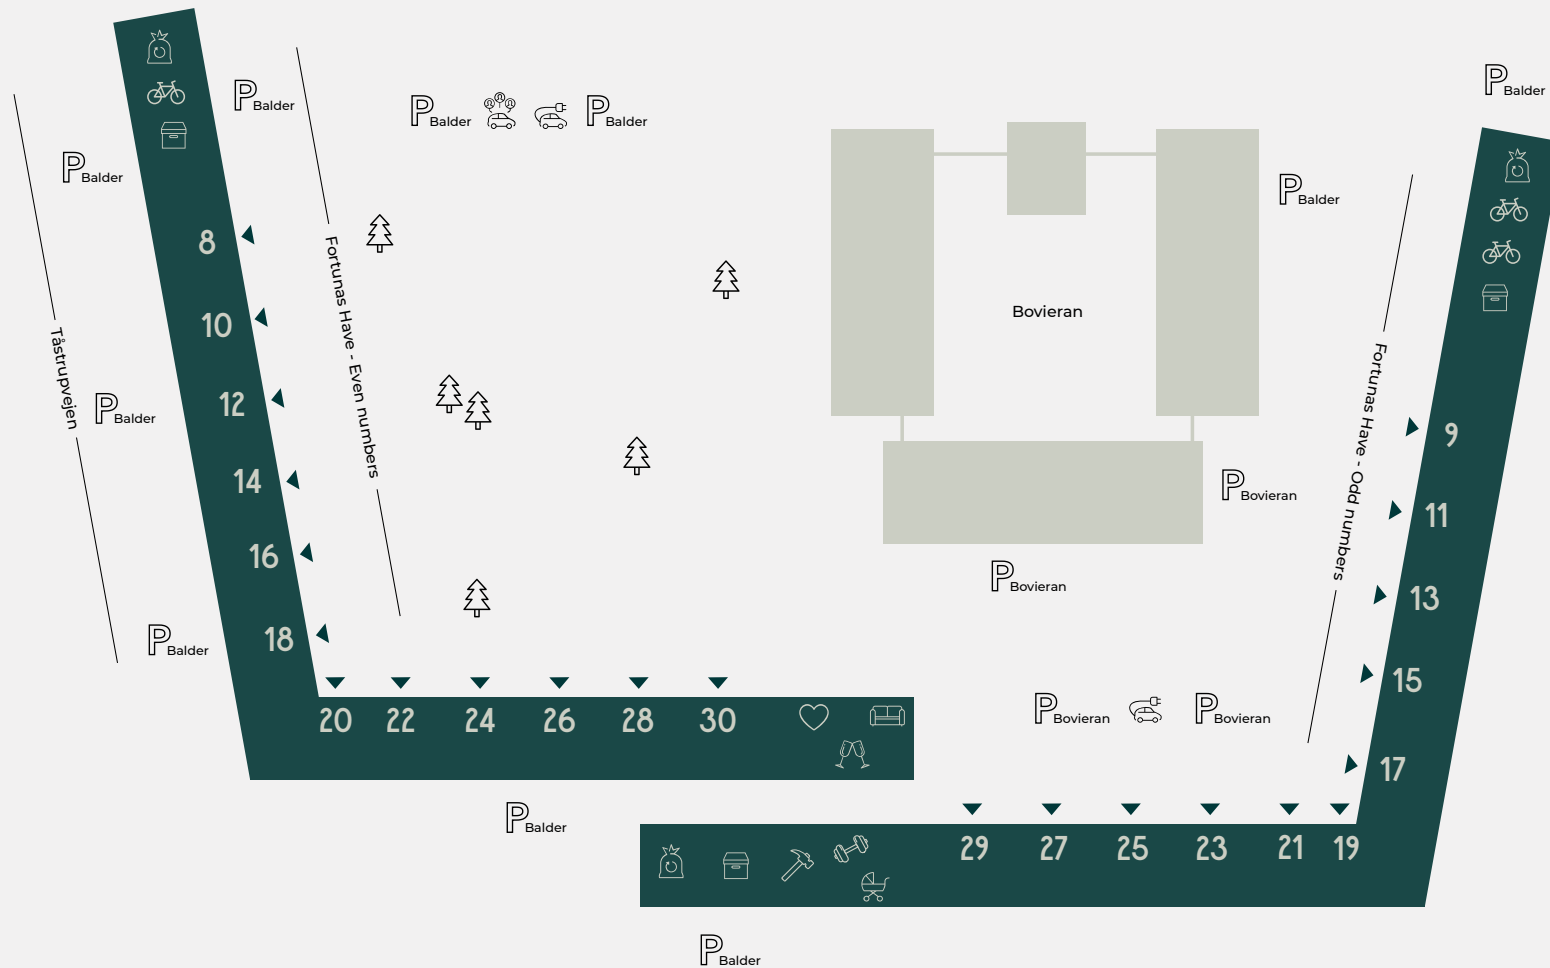 P Balder
P Balder
P Balder
P Balder
P Balder
P Balder
P Balder
P Balder
8
10
12
14
16
18
Tåstrupvejen
Fortunas Have - Even numbers
Bovieran
P Balder
P Bovieran
P Bovieran
Fortunas Have - Odd numbers
9
11
13
15
17
20
22
24
26
28
30
P Bovieran
P Bovieran
P Balder
29
27
25
23
21
19
P Balder